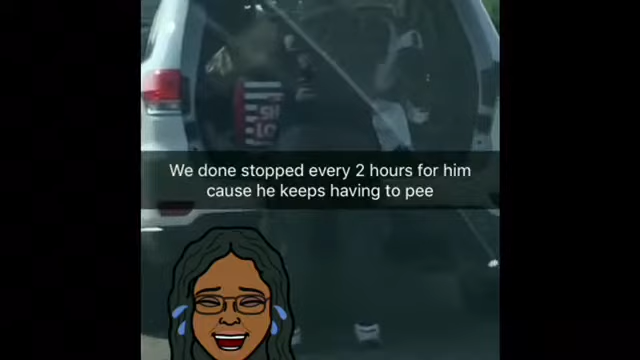 We done stopped every 2 hours for him
cause he keeps having to pee